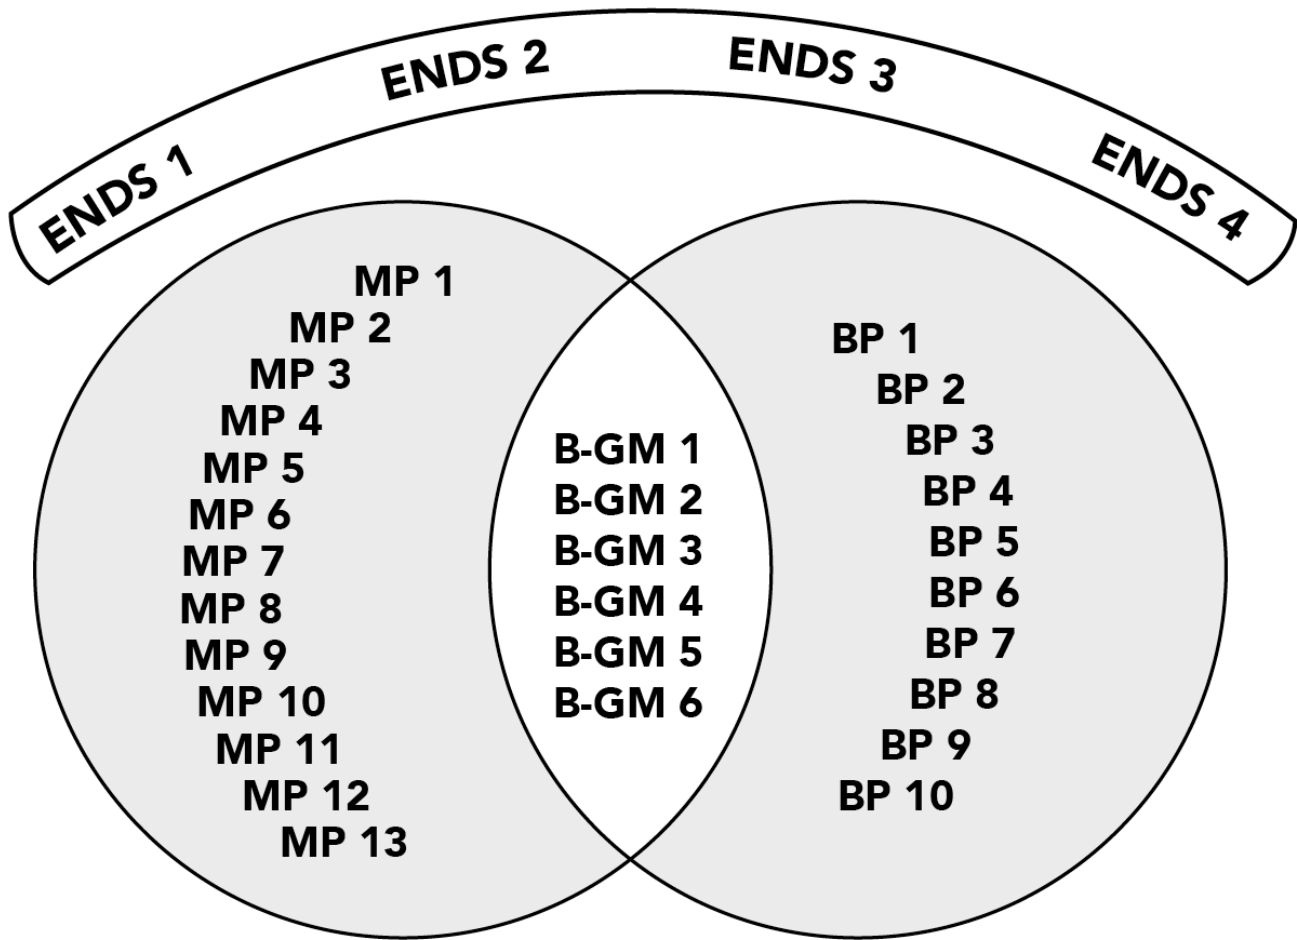 ENDS 1
ENDS 2
ENDS 3
ENDS 4
MP 1
MP 2
MP 3
MP 4
MP 5
MP 6
MP 7
MP 8
MP 9
MP 10
MP 11
MP 12
MP 13
B-GM 1
B-GM 2
B-GM 3
B-GM 4
B-GM 5
B-GM 6
BP 1
BP 2
BP 3
BP 4
BP 5
BP 6
BP 7
BP 8
BP 9
BP 10